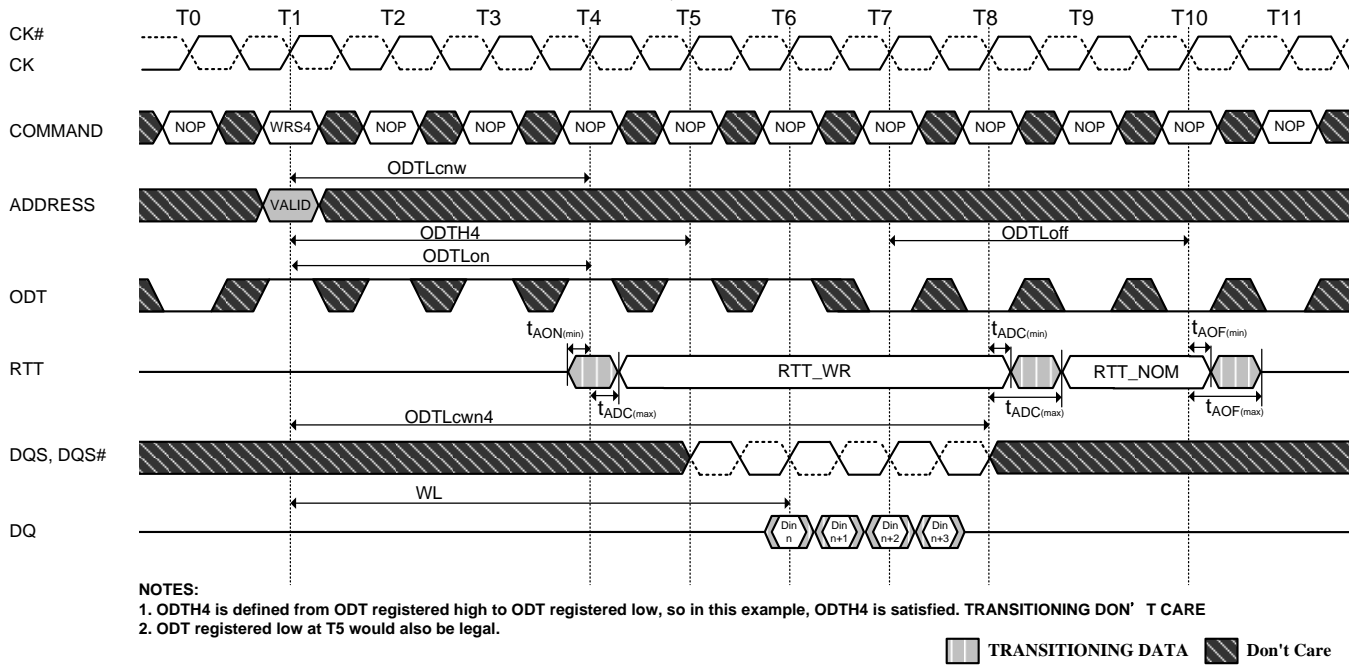 T0 T1 T2 T3 T4 T5 T6 T7 T8 T9 T10 T11
CK#
CK
COMMAND NOP WRS4 NOP NOP NOP NOP NOP NOP NOP NOP NOP NOP
ODTLcnw
ADDRESS VALID
ODTH4 ODTLoff
ODTLon
ODT
tAON(min) tADC(min) tAOF(min)
RTT RTT_WR RTT_NOM
tADC(max) tADC(max) tAOF(max)
ODTLcwn4
DQS, DQS#
WL
DQ Din n Din n+1 Din n+2 Din n+3
NOTES:
1. ODTH4 is defined from ODT registered high to ODT registered low, so in this example, ODTH4 is satisfied. TRANSITIONING DON’ T CARE
2. ODT registered low at T5 would also be legal.
TRANSITIONING DATA Don't Care